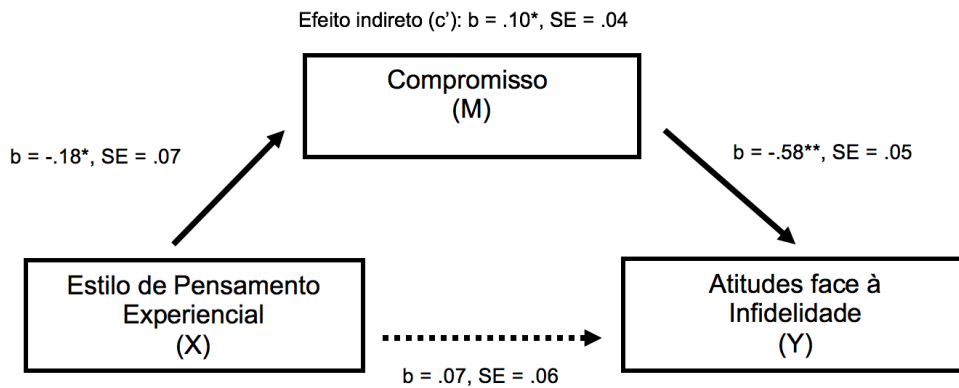 Efeito indireto (c'): b = .10*, SE = .04
Compromisso
(M)
b = -.18*, SE = .07
b = -.58**, SE = .05
Estilo de Pensamento
Experiencial
(X)
Atitudes face à
Infidelidade
(Y)
b = .07, SE = .06